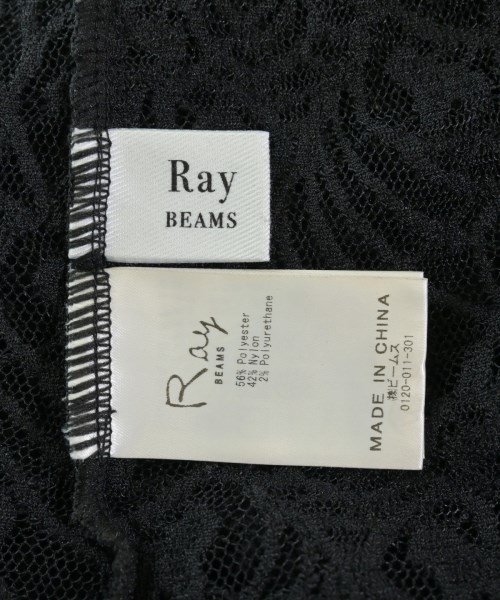 Ray
BEAMS
Ray
BEAMS
56% Polyester
42% Nylon
2% Polyurethane
MADE IN CHINA
㈱ビームス
0120-011-301